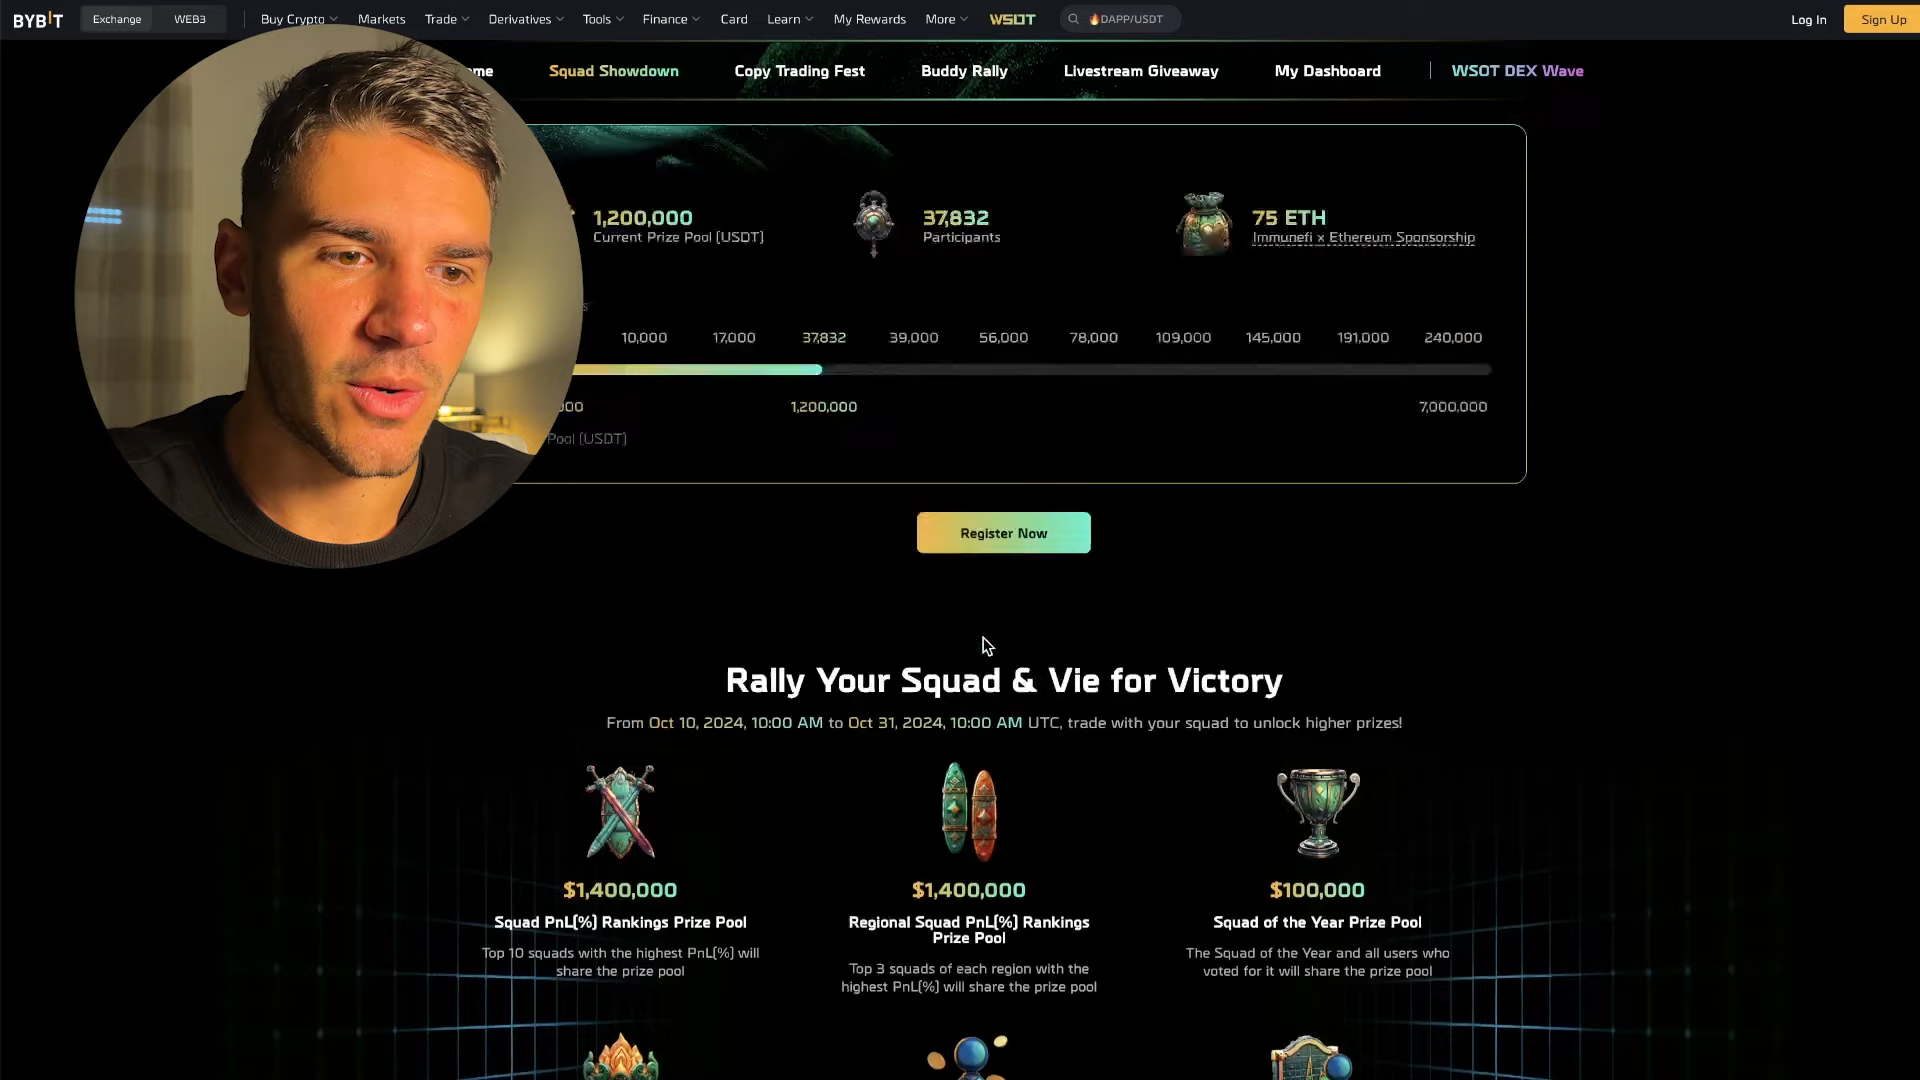 BYBIT Exchange WEB3 Buy Crypto Markets Trade Derivatives Tools Finance Card Learn My Rewards More WSOT DAPP/USDT Log In Sign Up
Squad Showdown Copy Trading Fest Buddy Rally Livestream Giveaway My Dashboard WSOT DEX Wave
1,200,000
Current Prize Pool (USDT)
37,832
Participants
75 ETH
Immunefi x Ethereum Sponsorship
10,000 17,000 37,832 39,000 56,000 78,000 109,000 145,000 191,000 240,000
1,200,000 7,000,000
Pool (USDT)
Register Now
Rally Your Squad & Vie for Victory
From Oct 10, 2024, 10:00 AM to Oct 31, 2024, 10:00 AM UTC, trade with your squad to unlock higher prizes!
$1,400,000
Squad PnL(%) Rankings Prize Pool
Top 10 squads with the highest PnL(%) will
share the prize pool
$1,400,000
Regional Squad PnL(%) Rankings
Prize Pool
Top 3 squads of each region with the
highest PnL(%) will share the prize pool
$100,000
Squad of the Year Prize Pool
The Squad of the Year and all users who
voted for it will share the prize pool